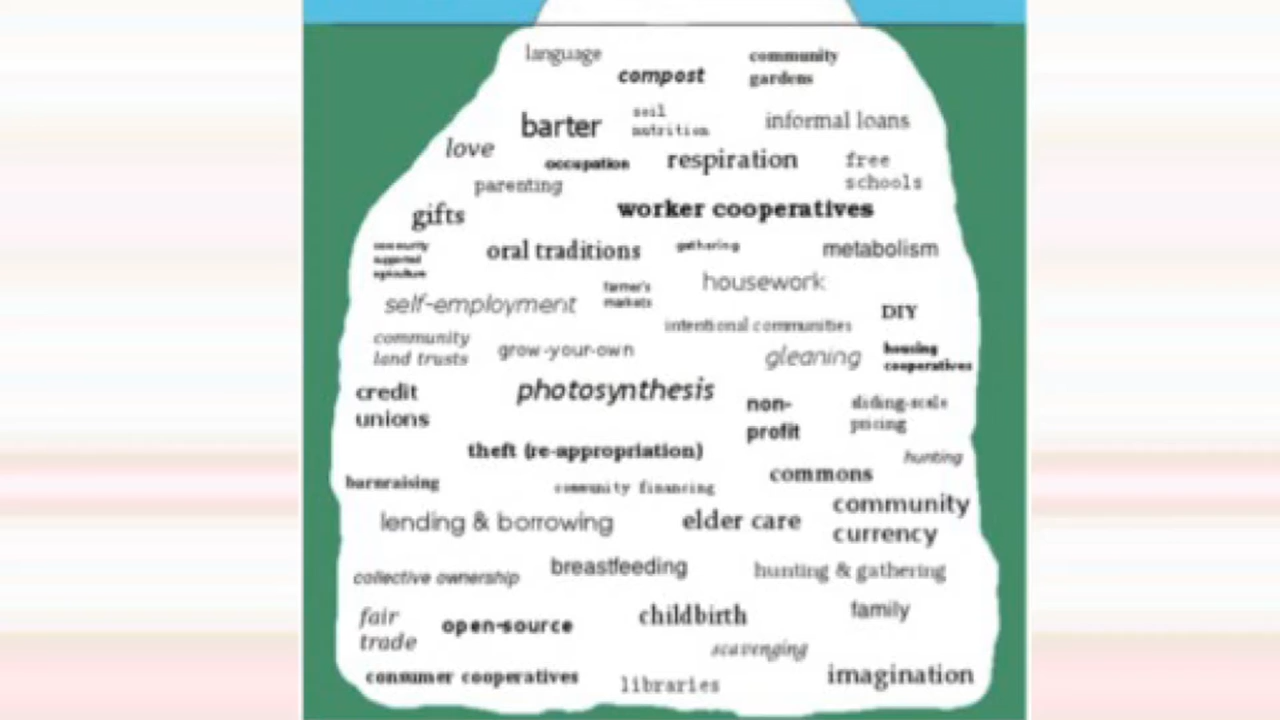 language
compost
community
gardens
barter
soil
nutrition
informal loans
love
occupation
respiration
free
schools
parenting
gifts
worker cooperatives
community
supported
agriculture
oral traditions
gathering
metabolism
self-employment
farmer's
markets
housework
DIY
intentional communities
community
land trusts
grow-your-own
gleaning
housing
cooperatives
credit
unions
photosynthesis
non-
profit
sliding-scale
pricing
theft (re-appropriation)
hunting
commons
barnraising
community financing
lending & borrowing
elder care
community
currency
collective ownership
breastfeeding
hunting & gathering
fair
trade
open-source
childbirth
family
scavenging
consumer cooperatives
libraries
imagination